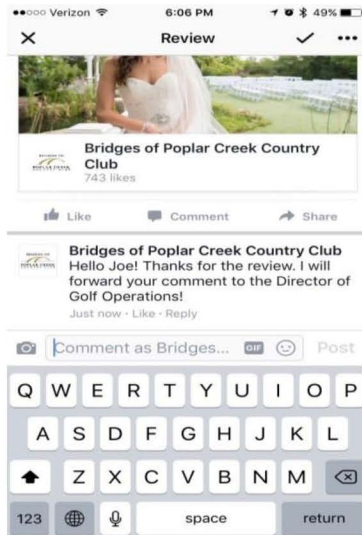 ●●○○○ Verizon 6:06 PM 49%
Review
Bridges of Poplar Creek Country
Club
743 likes
Like Comment Share
Bridges of Poplar Creek Country Club
Hello Joe! Thanks for the review. I will
forward your comment to the Director of
Golf Operations!
Just now · Like · Reply
Comment as Bridges... GIF Post
Q W E R T Y U I O P
A S D F G H J K L
Z X C V B N M
123 space return